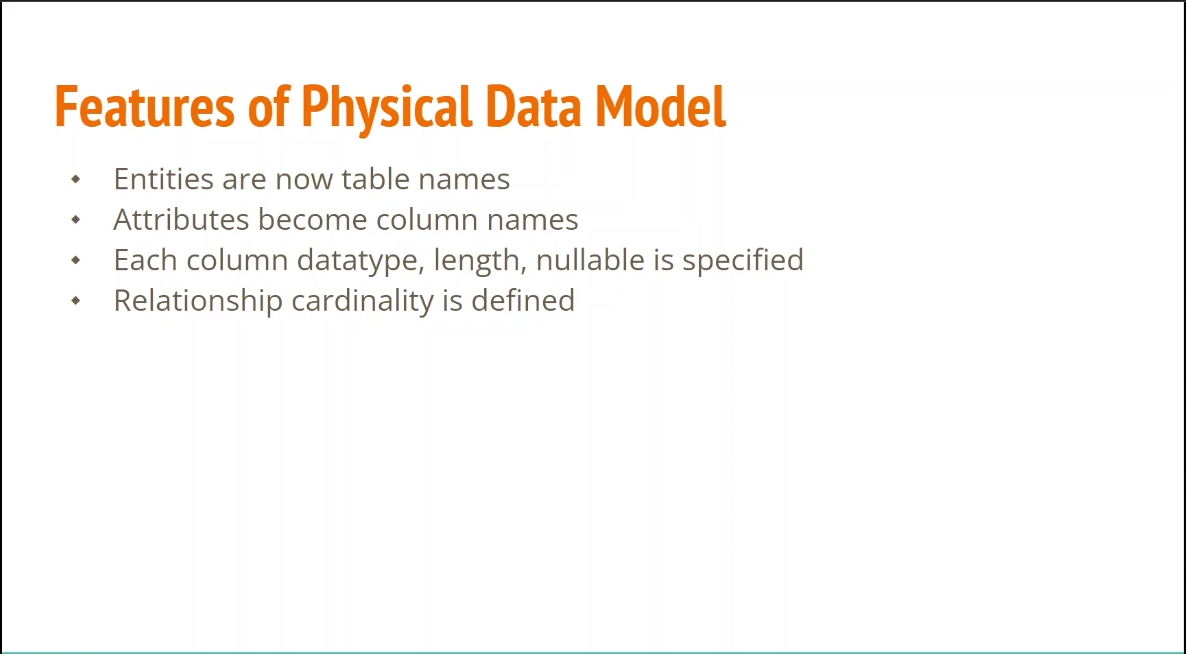 Features of Physical Data Model
Entities are now table names
Attributes become column names
Each column datatype, length, nullable is specified
Relationship cardinality is defined